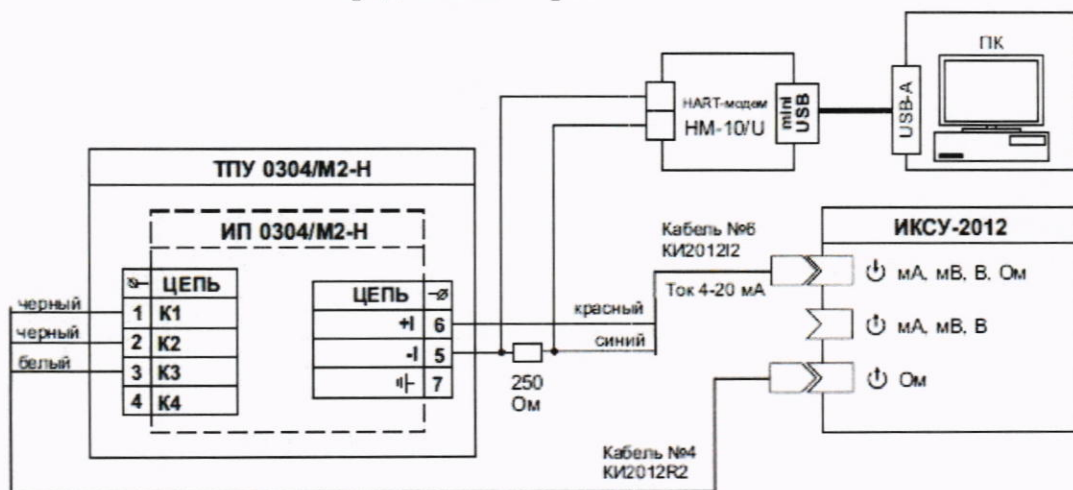 ПК
HART-модем
HM-10/U
mini
USB
USB-A
ТПУ 0304/М2-Н
ИП 0304/М2-Н
ЦЕПЬ
1 К1
2 К2
3 К3
4 К4
черный
черный
белый
ЦЕПЬ
+I 6
-I 5
7
красный
синий
250
Ом
Кабель №6
КИ2012I2
Ток 4-20 мА
ИКСУ-2012
мА, мВ, В, Ом
мА, мВ, В
Ом
Кабель №4
КИ2012R2